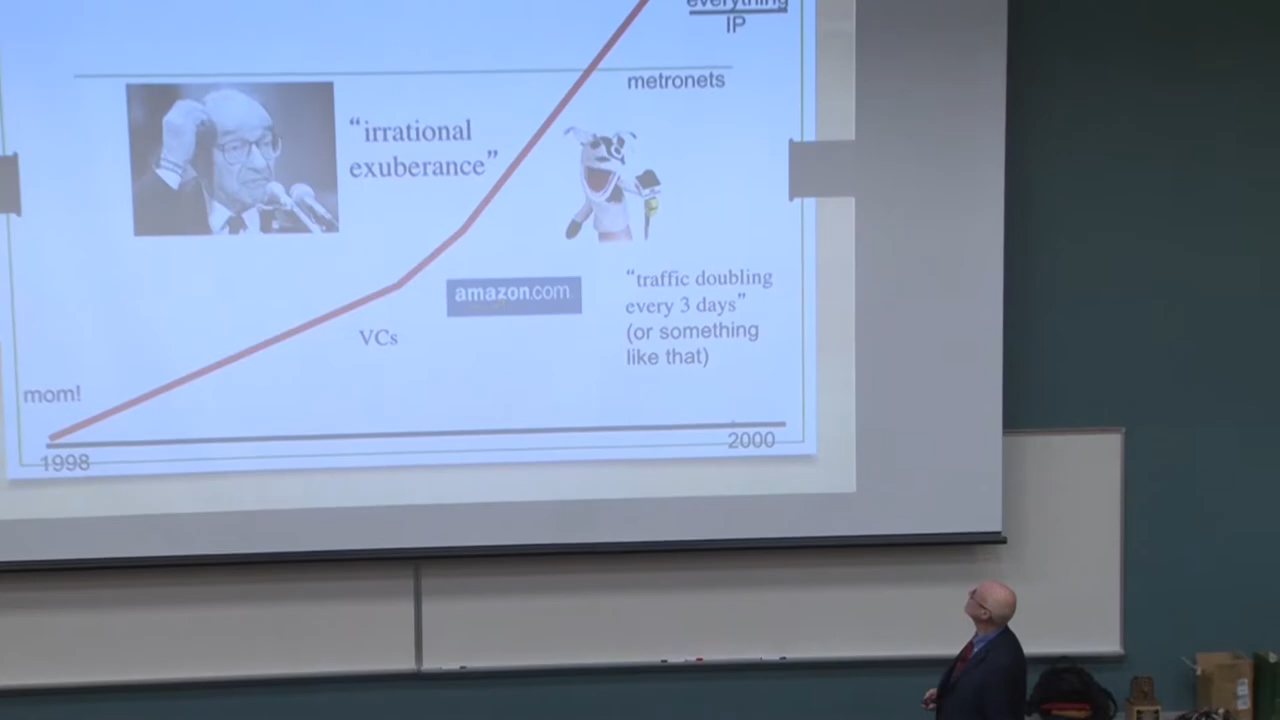 everything
IP
metronets
“irrational
exuberance”
amazon.com
“traffic doubling
every 3 days”
(or something
like that)
VCs
mom!
1998
2000